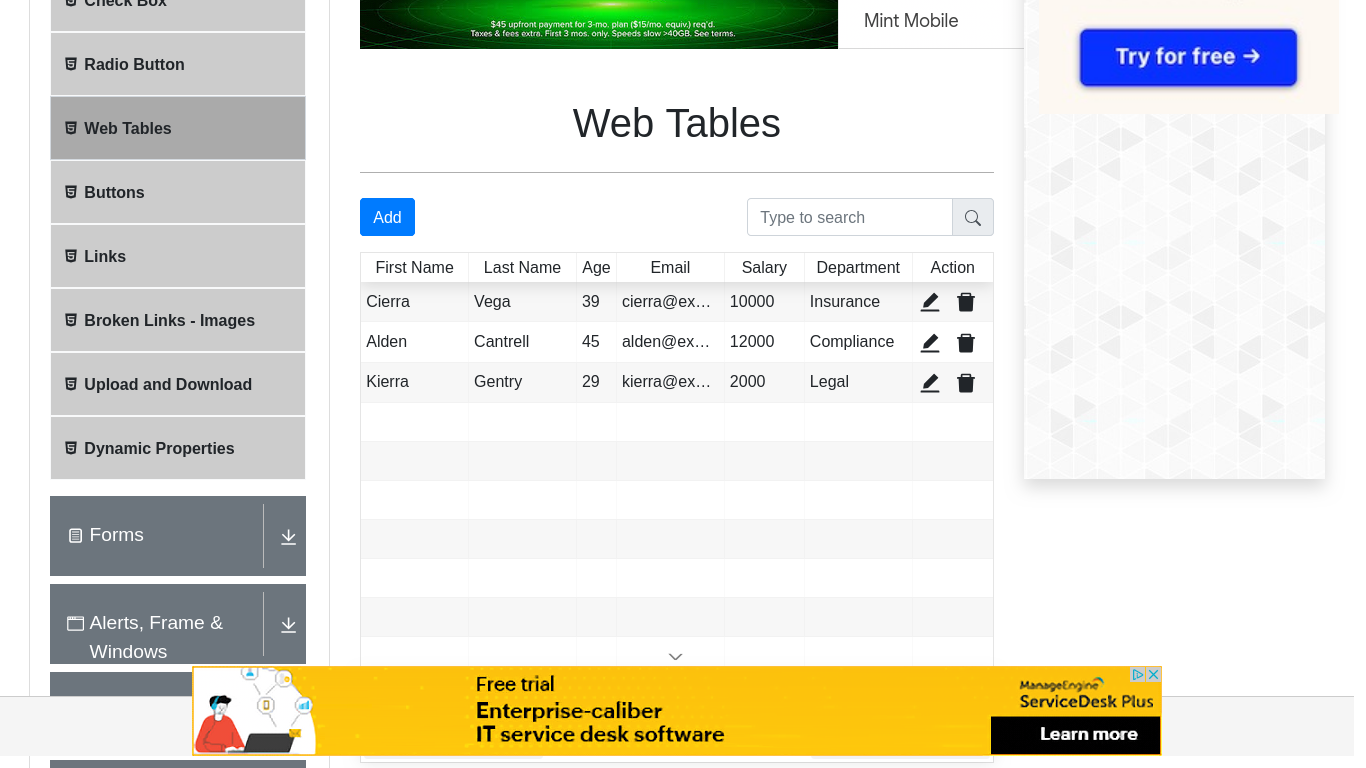 Check Box
Radio Button
Web Tables
Buttons
Links
Broken Links - Images
Upload and Download
Dynamic Properties
Forms
Alerts, Frame &
Windows
$45 upfront payment for 3-mo. plan ($15/mo. equiv.) req'd.
Taxes & fees extra. First 3 mos. only. Speeds slow >40GB. See terms.
Mint Mobile
Web Tables
Add
Type to search
First Name Last Name Age Email Salary Department Action
Cierra Vega 39 cierra@ex… 10000 Insurance
Alden Cantrell 45 alden@ex… 12000 Compliance
Kierra Gentry 29 kierra@ex… 2000 Legal
Try for free →
Free trial
Enterprise-caliber
IT service desk software
ManageEngine
ServiceDesk Plus
Learn more